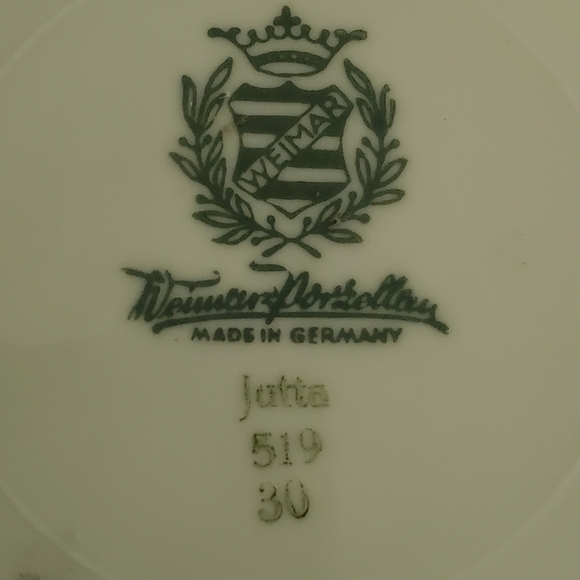 WEIMAR
Weimar-Porzellan
MADE IN GERMANY
Jutta
519
30